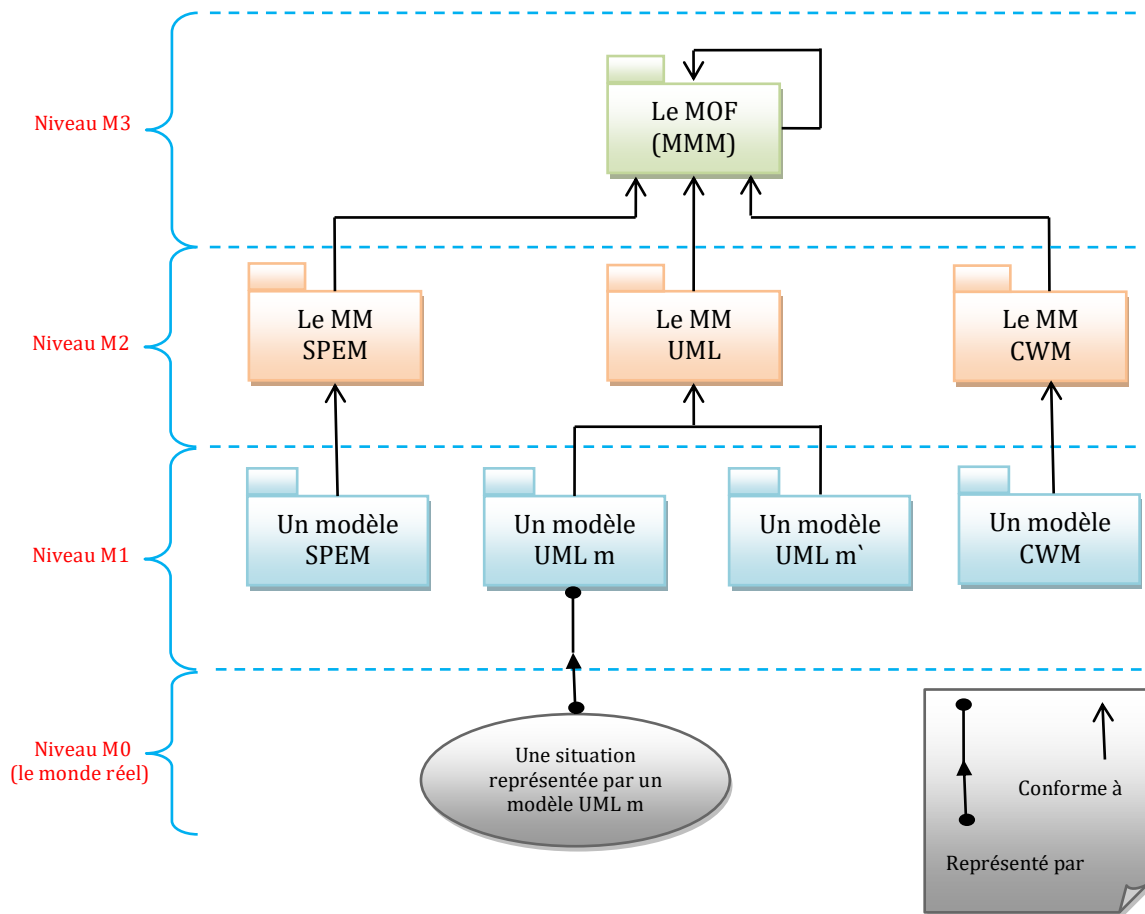 Niveau M3
Le MOF
(MMM)
Niveau M2
Le MM
SPEM
Le MM
UML
Le MM
CWM
Niveau M1
Un modèle
SPEM
Un modèle
UML m
Un modèle
UML m`
Un modèle
CWM
Niveau M0
(le monde réel)
Une situation
représentée par un
modèle UML m
Conforme à
Représenté par